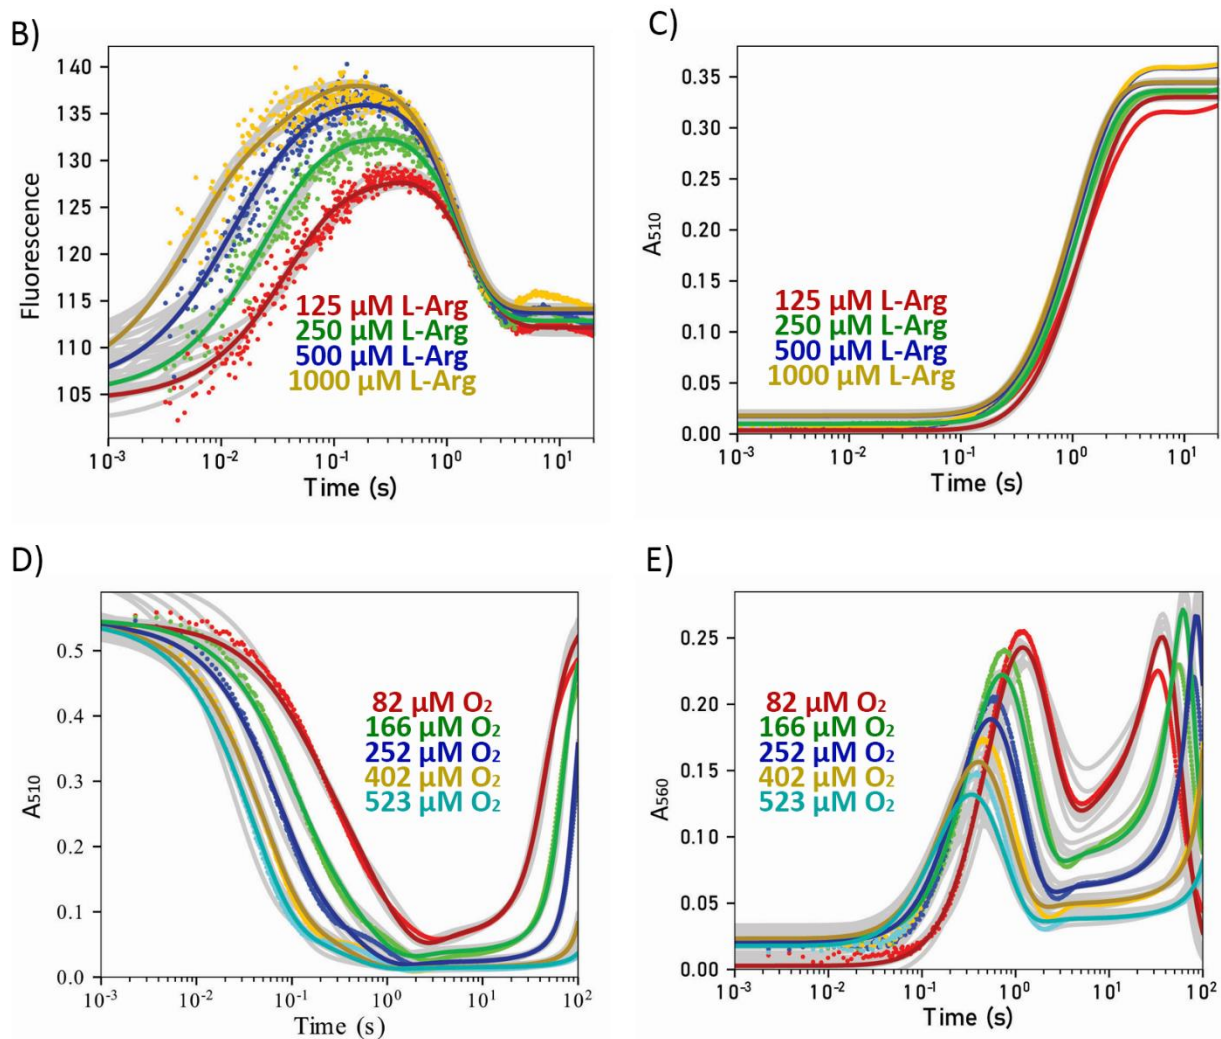 B)
140
135
130
125
120
115
110
105
Fluorescence
125 µM L-Arg
250 µM L-Arg
500 µM L-Arg
1000 µM L-Arg
10⁻³ 10⁻² 10⁻¹ 10⁰ 10¹
Time (s)
C)
0.35
0.30
0.25
0.20
0.15
0.10
0.05
0.00
A₅₁₀
125 µM L-Arg
250 µM L-Arg
500 µM L-Arg
1000 µM L-Arg
10⁻³ 10⁻² 10⁻¹ 10⁰ 10¹
Time (s)
D)
0.5
0.4
0.3
0.2
0.1
0.0
A₅₁₀
82 µM O₂
166 µM O₂
252 µM O₂
402 µM O₂
523 µM O₂
10⁻³ 10⁻² 10⁻¹ 10⁰ 10¹ 10²
Time (s)
E)
0.25
0.20
0.15
0.10
0.05
0.00
A₅₆₀
82 µM O₂
166 µM O₂
252 µM O₂
402 µM O₂
523 µM O₂
10⁻³ 10⁻² 10⁻¹ 10⁰ 10¹ 10²
Time (s)